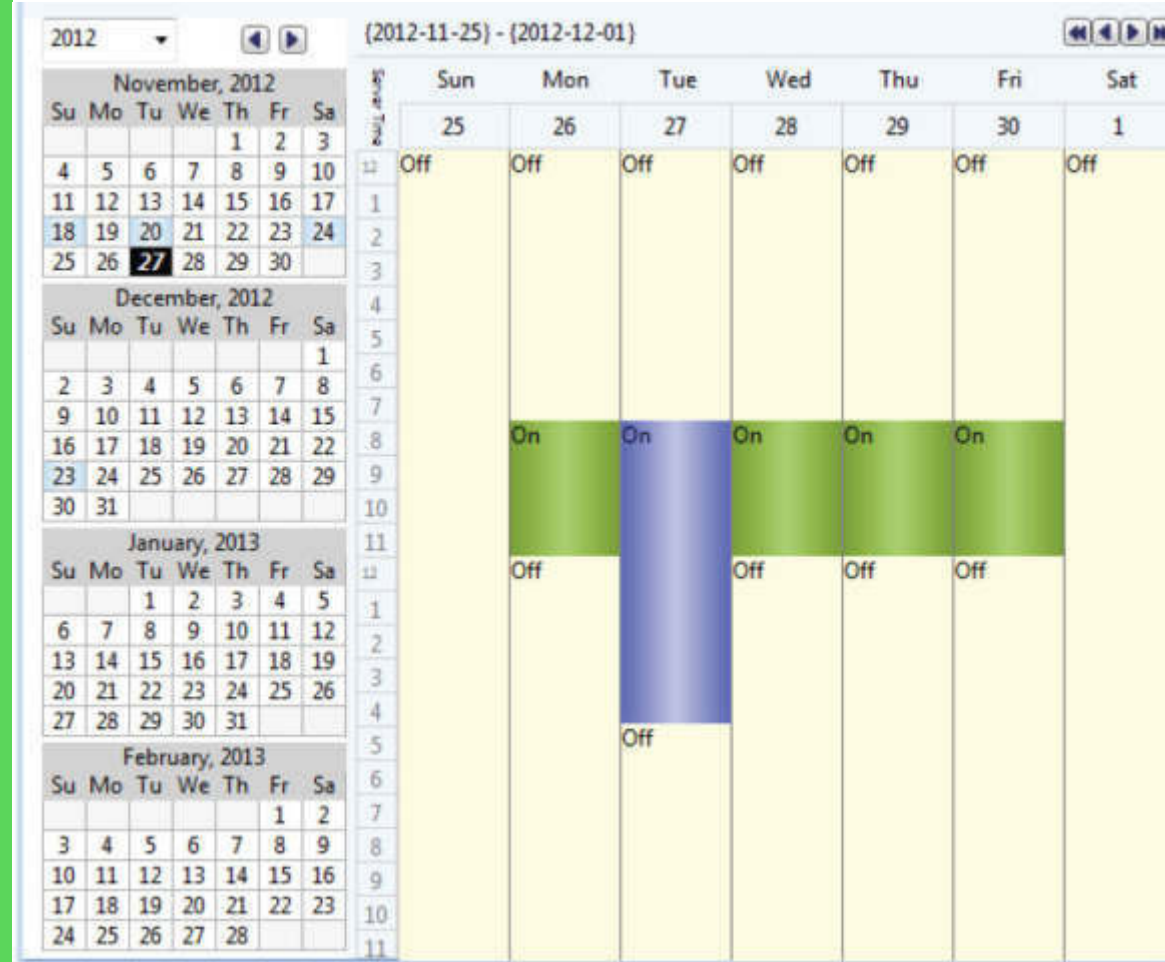 2012
November, 2012
Su Mo Tu We Th Fr Sa
1 2 3
4 5 6 7 8 9 10
11 12 13 14 15 16 17
18 19 20 21 22 23 24
25 26 27 28 29 30
December, 2012
Su Mo Tu We Th Fr Sa
1
2 3 4 5 6 7 8
9 10 11 12 13 14 15
16 17 18 19 20 21 22
23 24 25 26 27 28 29
30 31
January, 2013
Su Mo Tu We Th Fr Sa
1 2 3 4 5
6 7 8 9 10 11 12
13 14 15 16 17 18 19
20 21 22 23 24 25 26
27 28 29 30 31
February, 2013
Su Mo Tu We Th Fr Sa
1 2
3 4 5 6 7 8 9
10 11 12 13 14 15 16
17 18 19 20 21 22 23
24 25 26 27 28
{2012-11-25} - {2012-12-01}
Server Time
Sun Mon Tue Wed Thu Fri Sat
25 26 27 28 29 30 1
12 Off Off Off Off Off Off Off
1
2
3
4
5
6
7
8 On On On On On
9
10
11
12 Off Off Off Off
1
2
3
4
5 Off
6
7
8
9
10
11